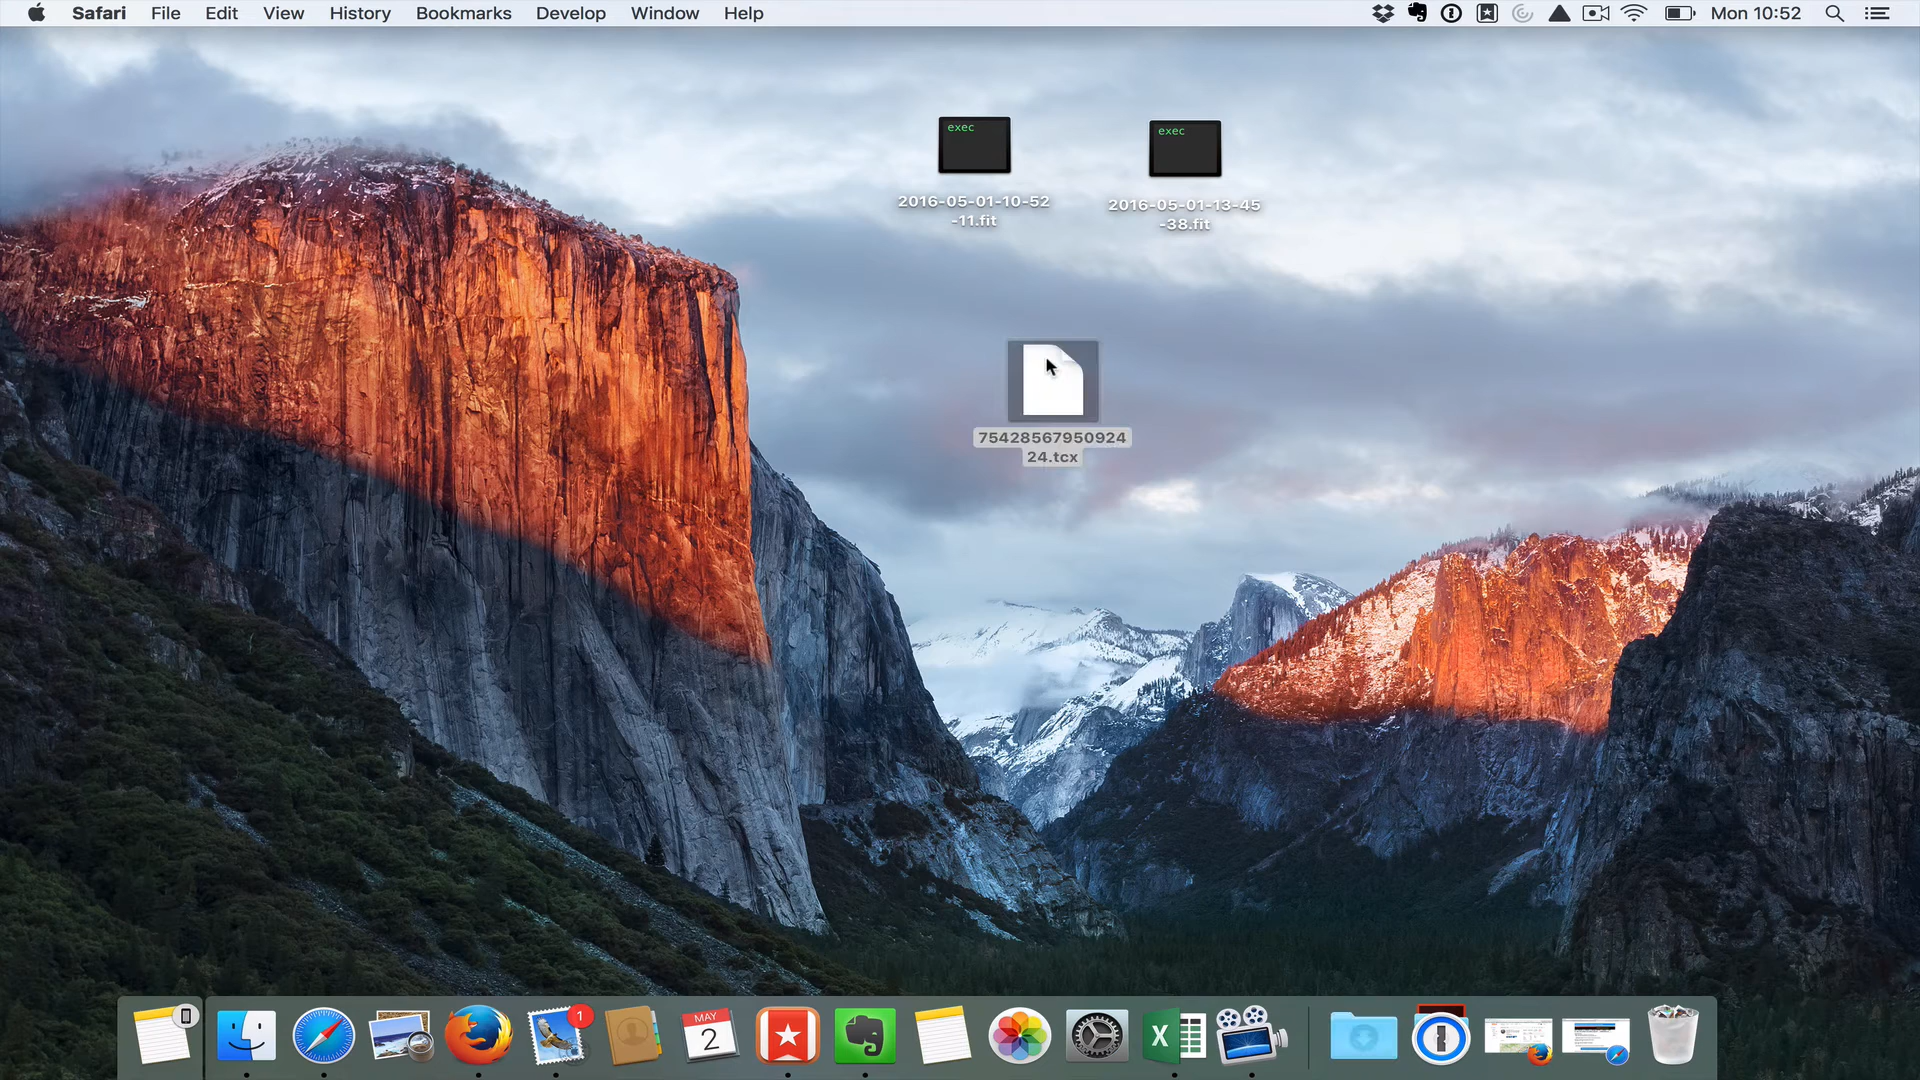 Safari File Edit View History Bookmarks Develop Window Help Mon 10:52
exec
exec
2016-05-01-10-52
-11.fit
2016-05-01-13-45
-38.fit
75428567950924
24.tcx
1
MAY
2